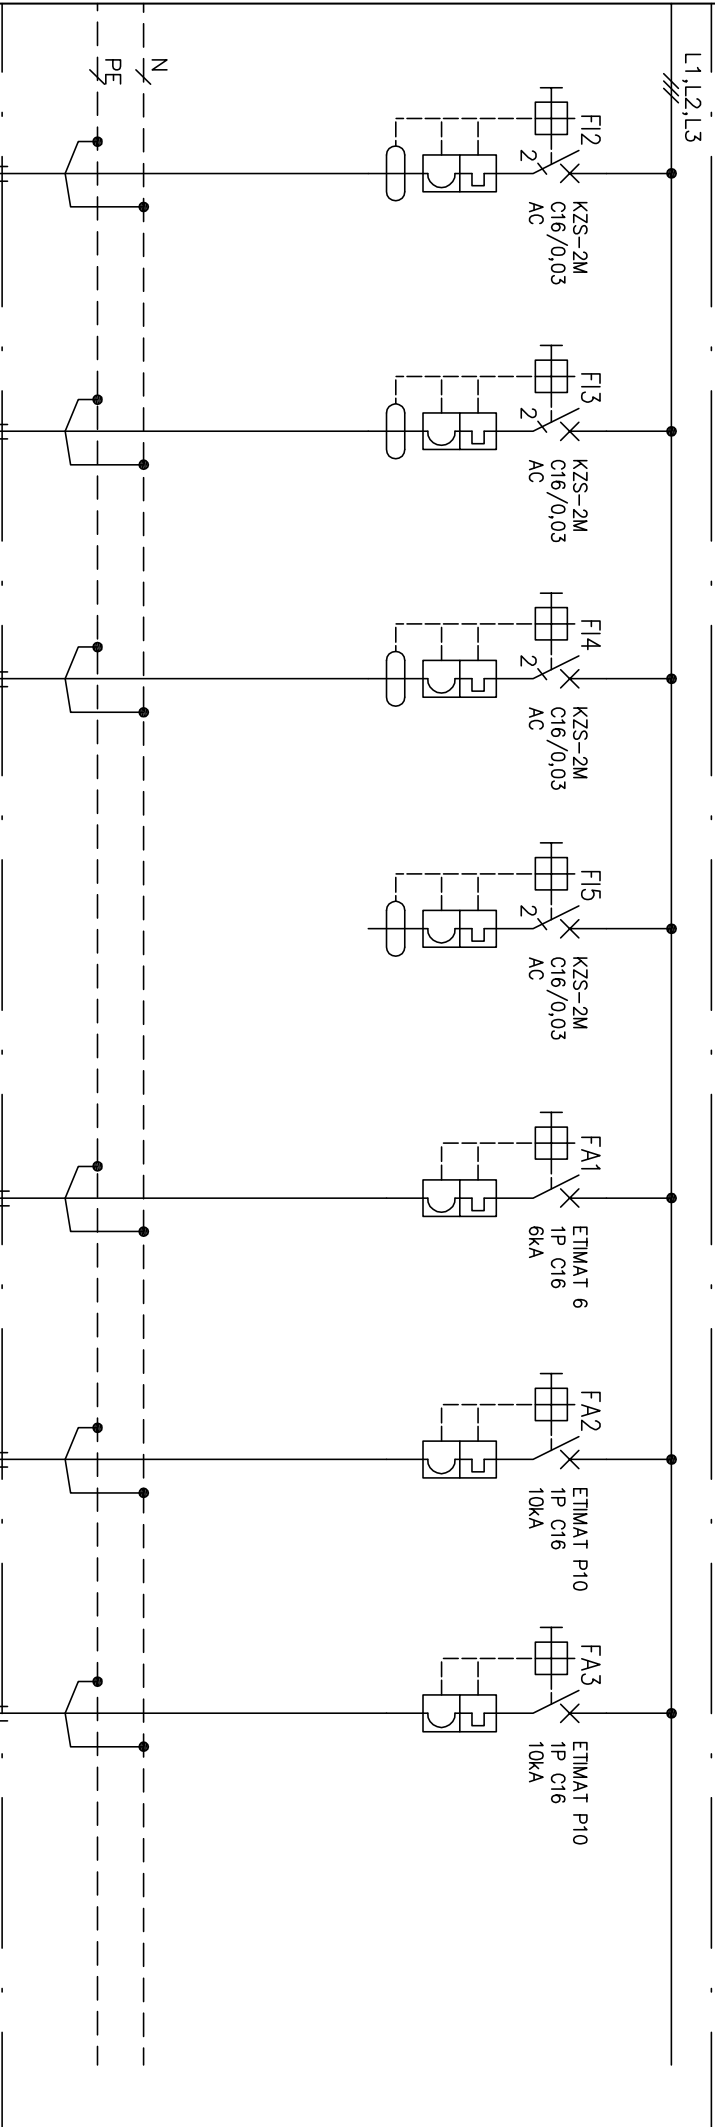 L1,L2,L3
N
PE
FI2
2
KZS-2M
C16/0,03
AC
FI3
2
KZS-2M
C16/0,03
AC
FI4
2
KZS-2M
C16/0,03
AC
FI5
2
KZS-2M
C16/0,03
AC
FA1
ETIMAT 6
1P C16
6kA
FA2
ETIMAT P10
1P C16
10kA
FA3
ETIMAT P10
1P C16
10kA